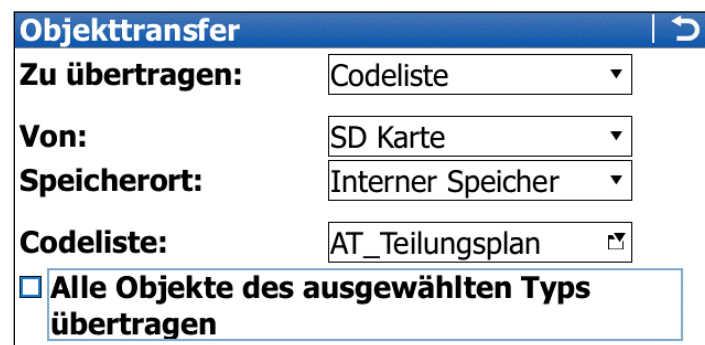 Objekttransfer
Zu übertragen: Codeliste
Von: SD Karte
Speicherort: Interner Speicher
Codeliste: AT_Teilungsplan
Alle Objekte des ausgewählten Typs
übertragen